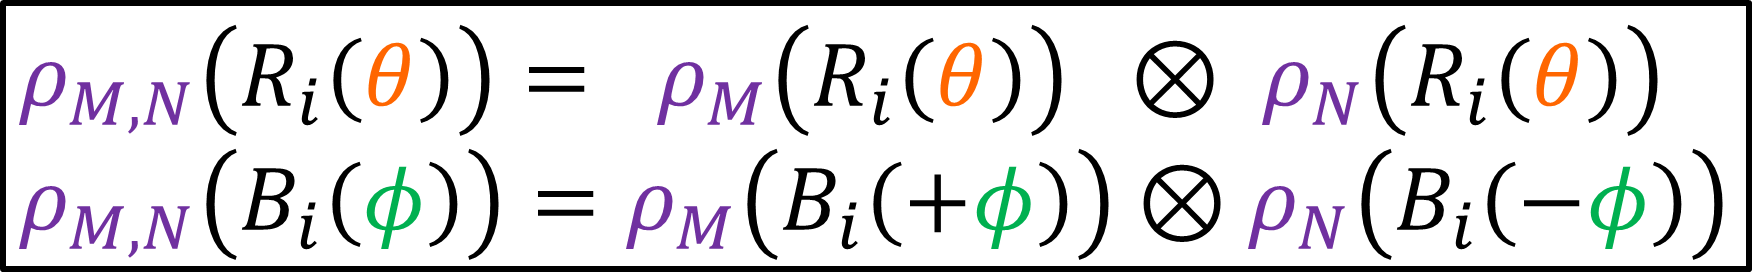 ρ_{M,N}(R_i(θ)) = ρ_M(R_i(θ)) ⊗ ρ_N(R_i(θ))
ρ_{M,N}(B_i(ϕ)) = ρ_M(B_i(+ϕ)) ⊗ ρ_N(B_i(−ϕ))